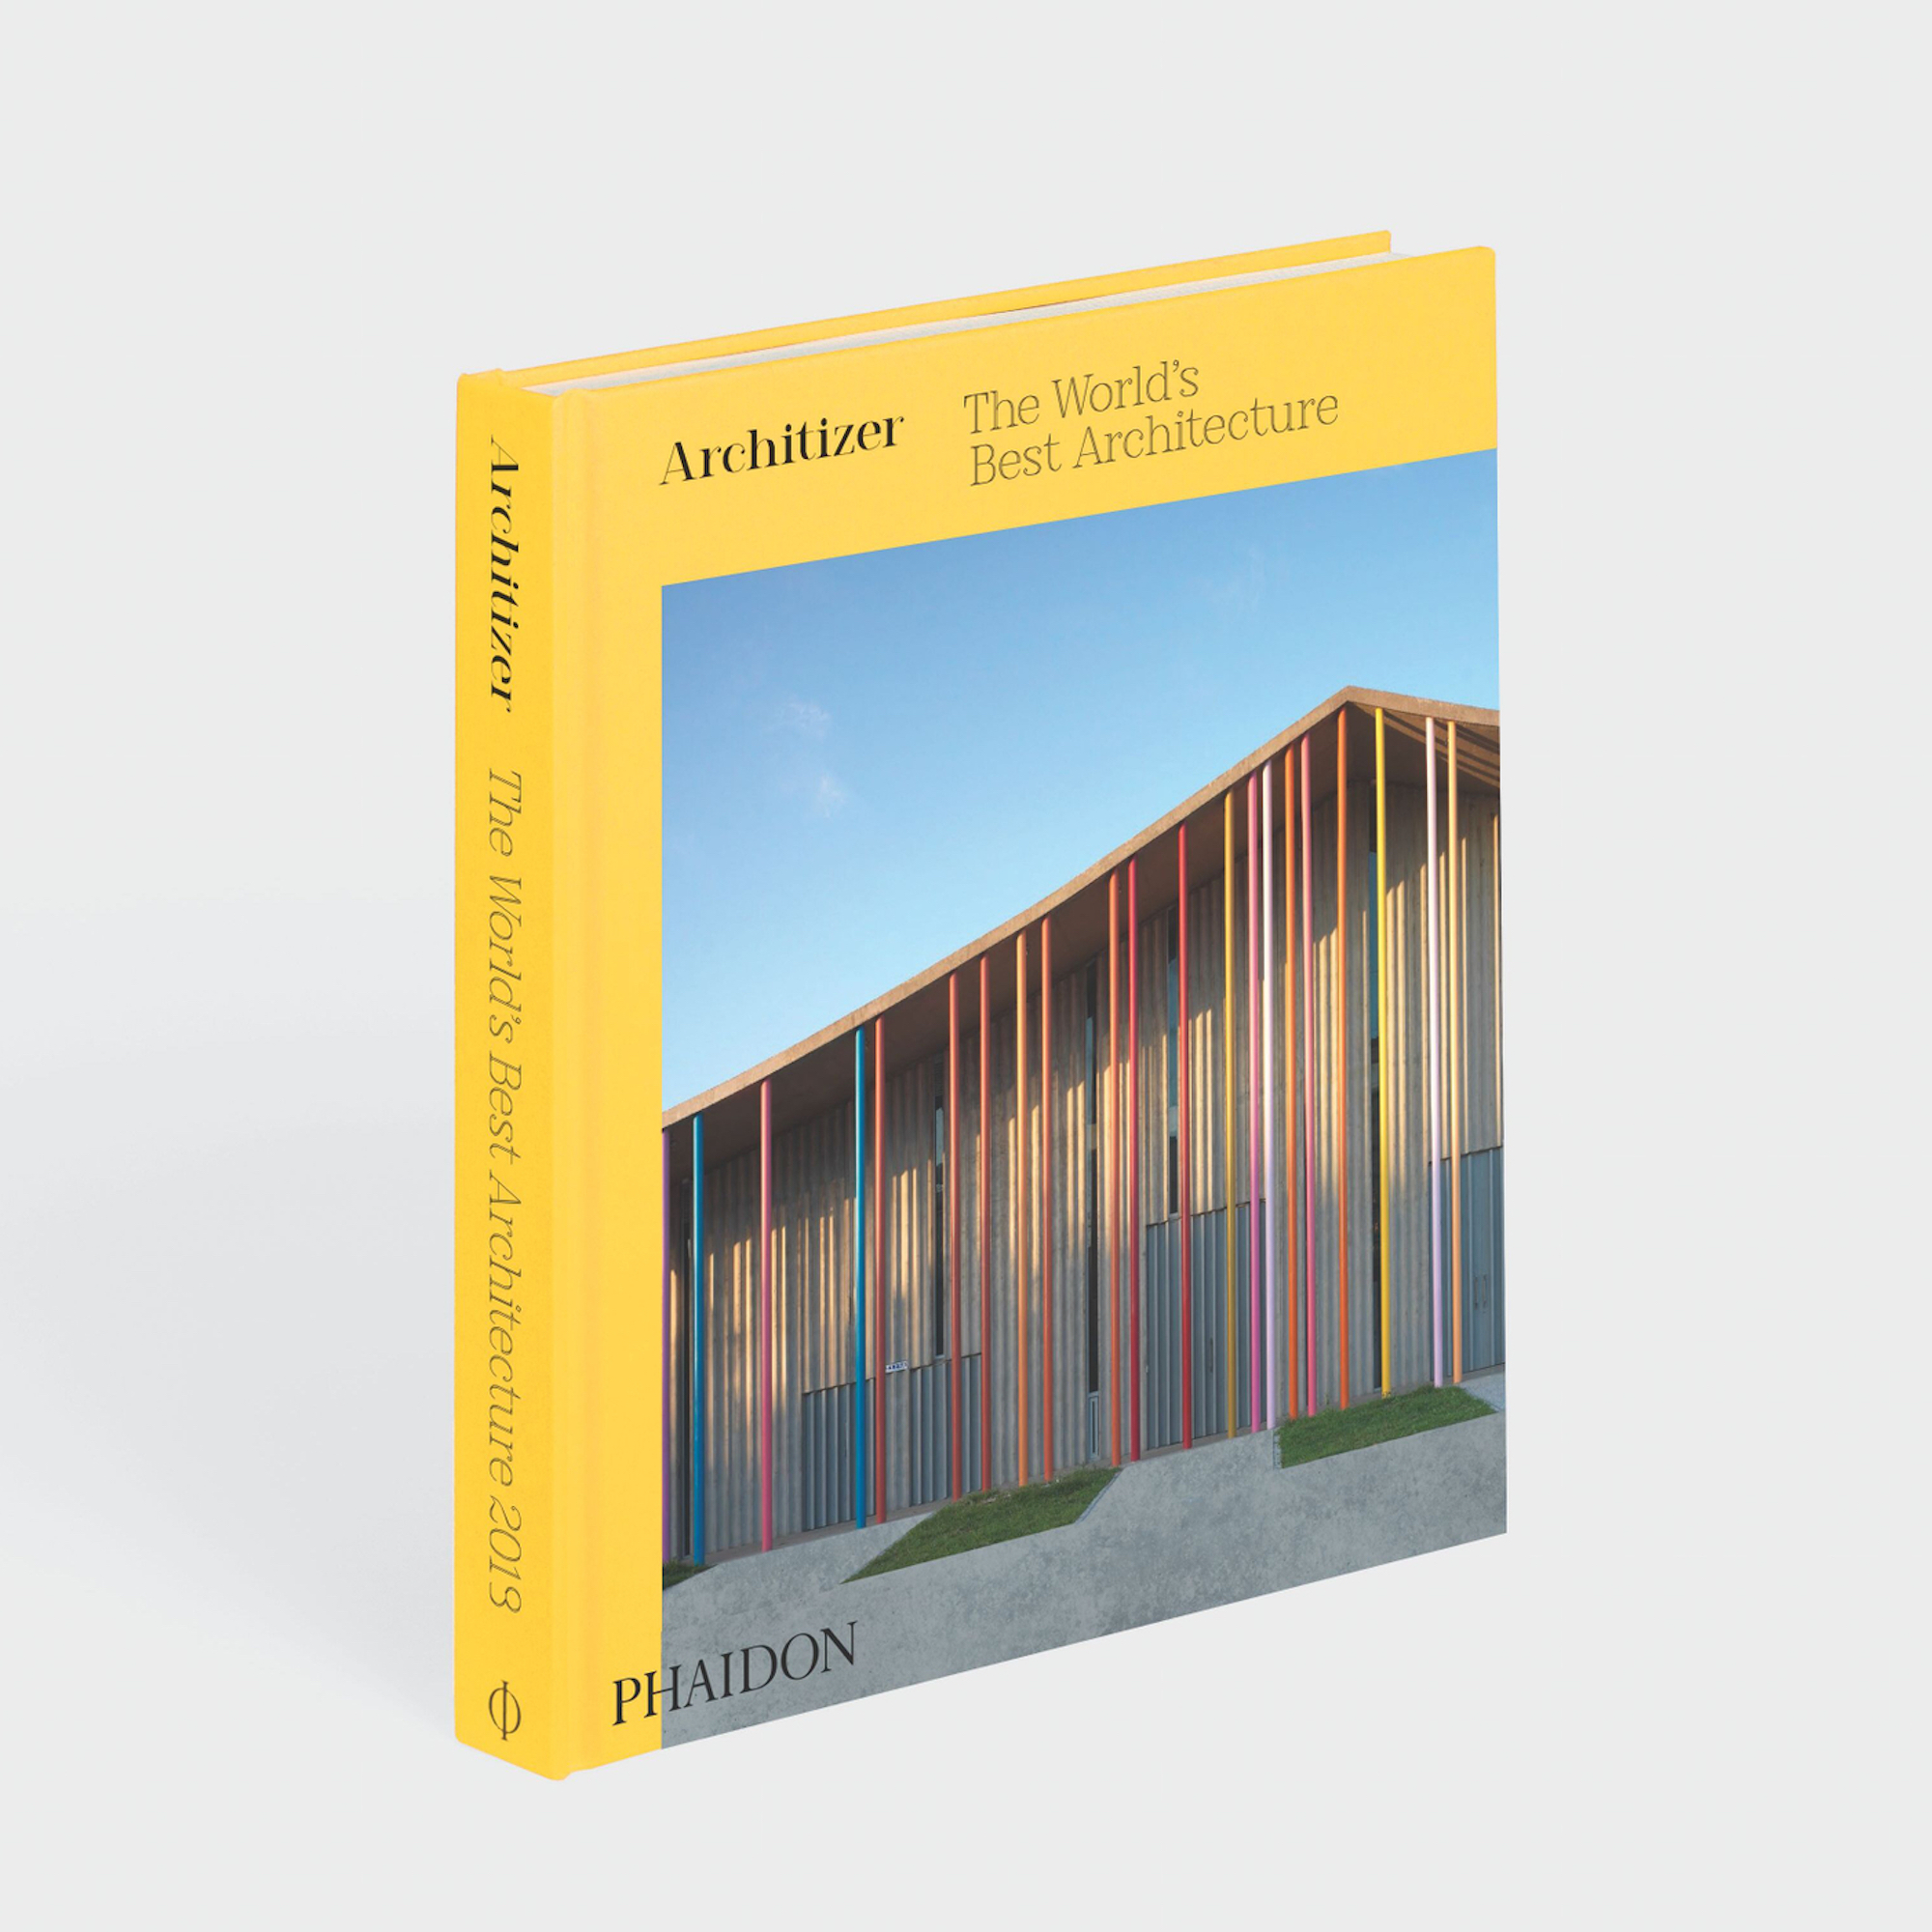 Architizer
The World's
Best Architecture
PHAIDON
Architizer The World's Best Architecture 2018